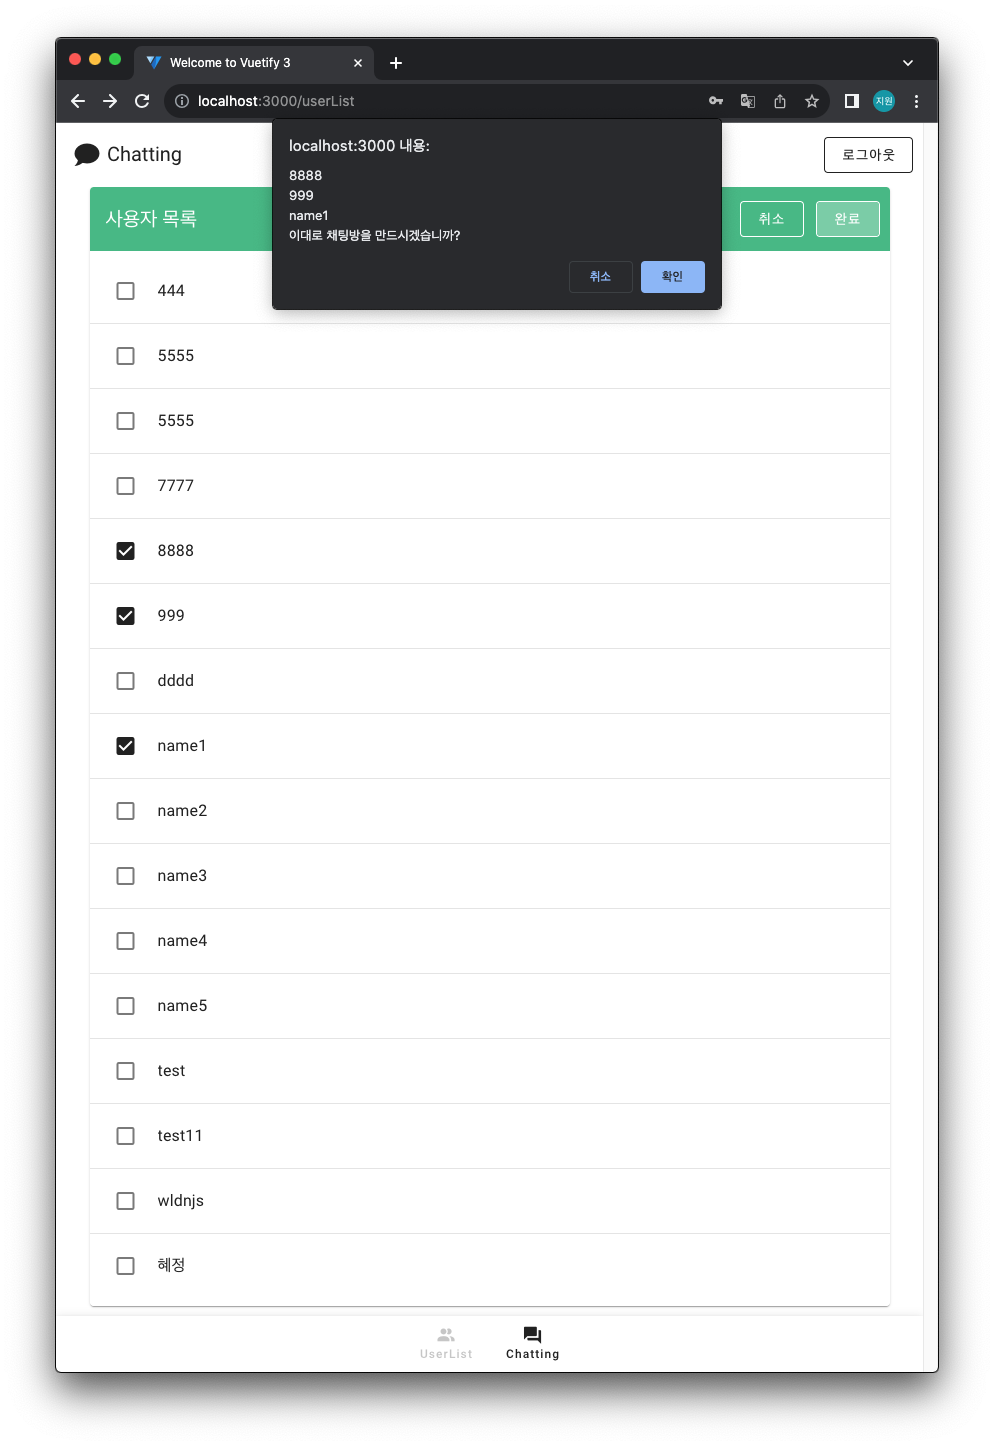 Welcome to Vuetify 3
localhost:3000/userList
지원
Chatting
로그아웃
localhost:3000 내용:
8888
999
name1
이대로 채팅방을 만드시겠습니까?
취소
확인
사용자 목록
취소
완료
444
5555
5555
7777
8888
999
dddd
name1
name2
name3
name4
name5
test
test11
wldnjs
혜정
UserList
Chatting